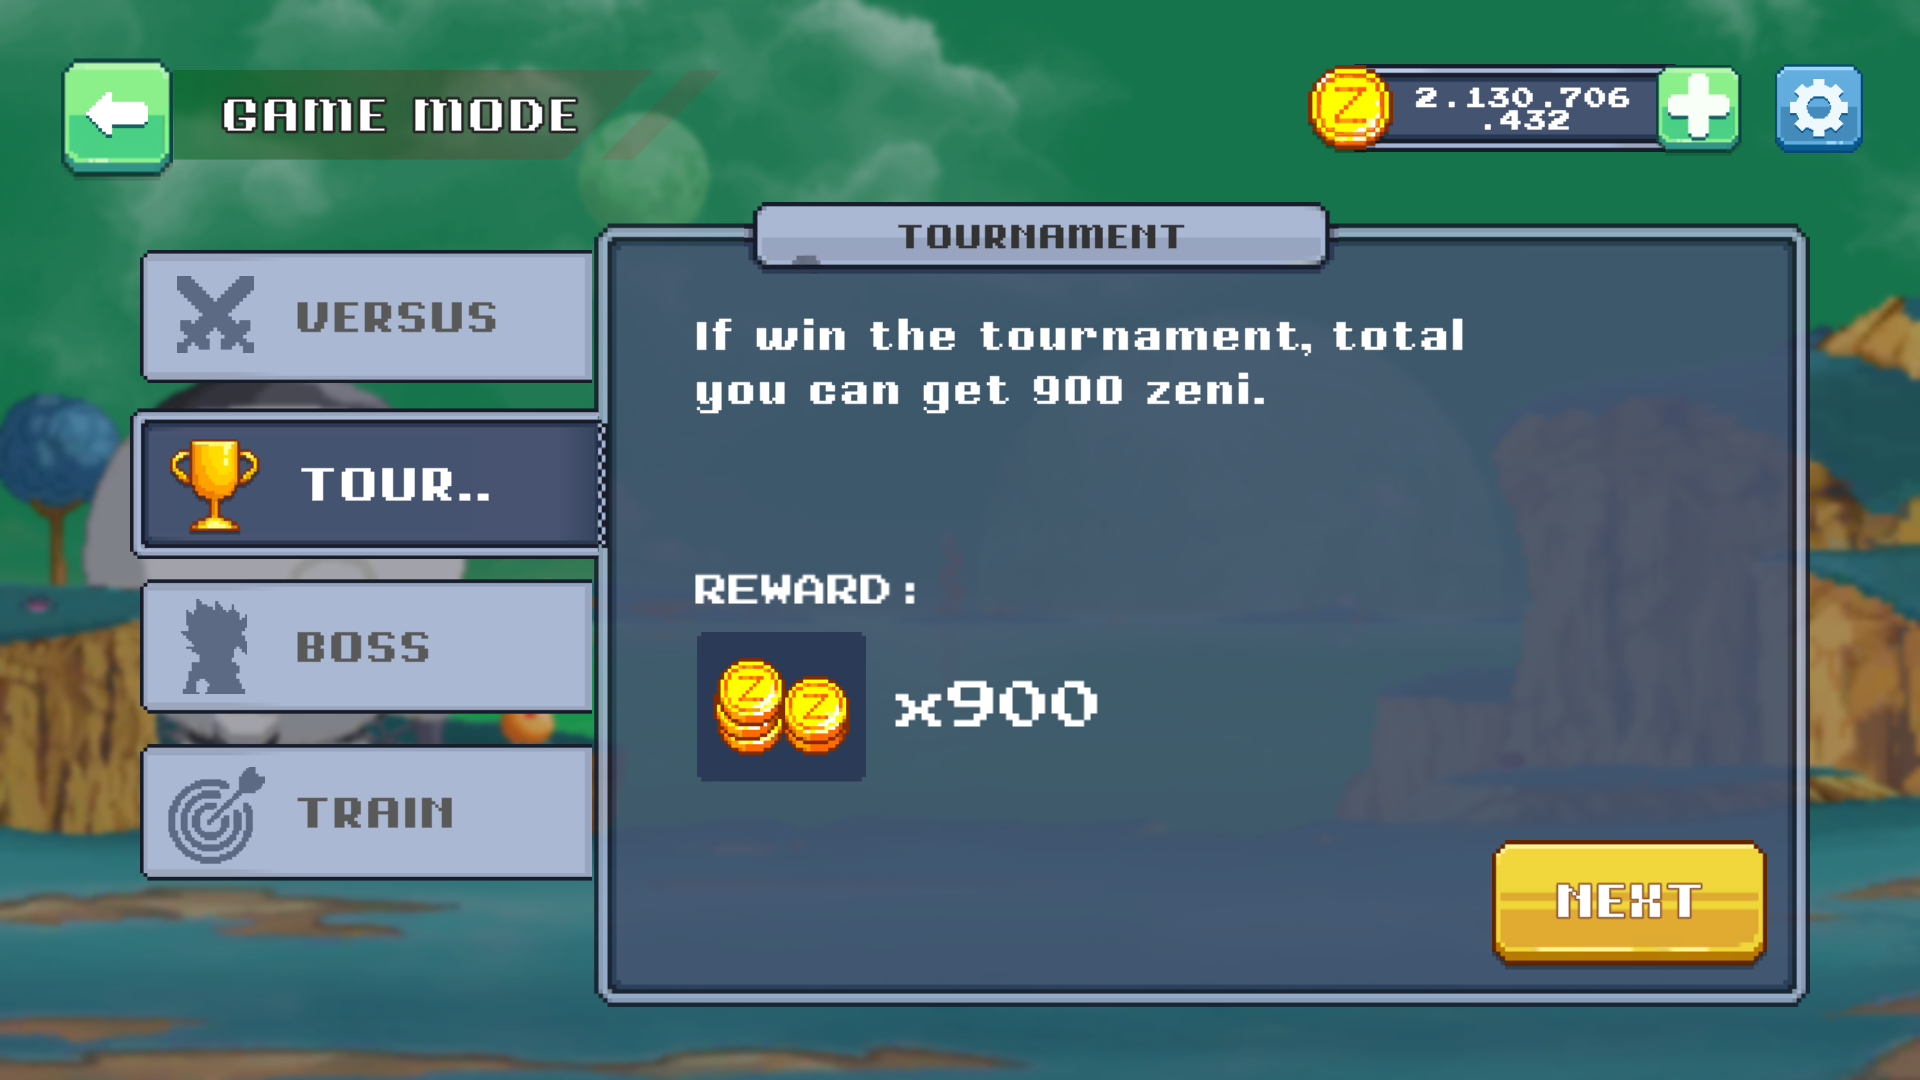 GAME MODE
2.130.706
.432
TOURNAMENT
VERSUS
TOUR..
BOSS
TRAIN
If win the tournament, total
you can get 900 zeni.
REWARD:
Z Z
x900
NEXT